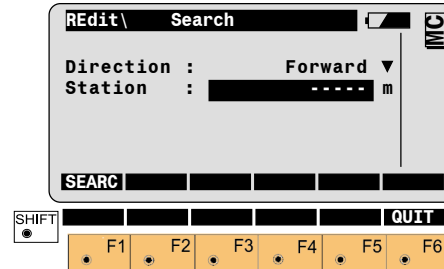 REdit\ Search
MC
Direction : Forward ▼
Station : ----- m
SEARC
SHIFT
QUIT
F1 F2 F3 F4 F5 F6